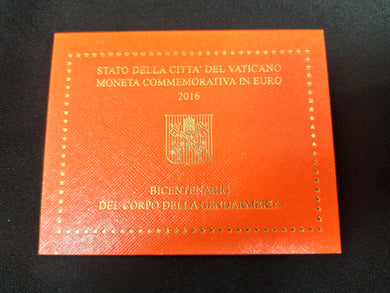 STATO DELLA CITTA' DEL VATICANO
MONETA COMMEMORATIVA IN EURO
2016
BICENTENARIO
DEL CORPO DELLA GENDARMERIA